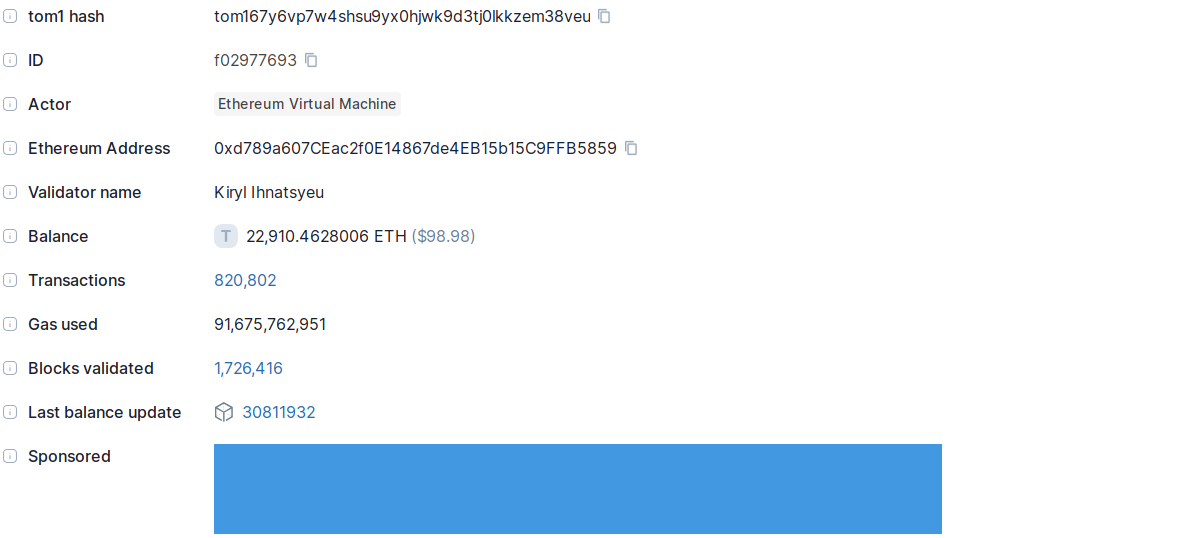 tom1 hash tom167y6vp7w4shsu9yx0hjwk9d3tj0lkkzem38veu
ID f02977693
Actor Ethereum Virtual Machine
Ethereum Address 0xd789a607CEac2f0E14867de4EB15b15C9FFB5859
Validator name Kiryl Ihnatsyeu
Balance T 22,910.4628006 ETH ($98.98)
Transactions 820,802
Gas used 91,675,762,951
Blocks validated 1,726,416
Last balance update 30811932
Sponsored